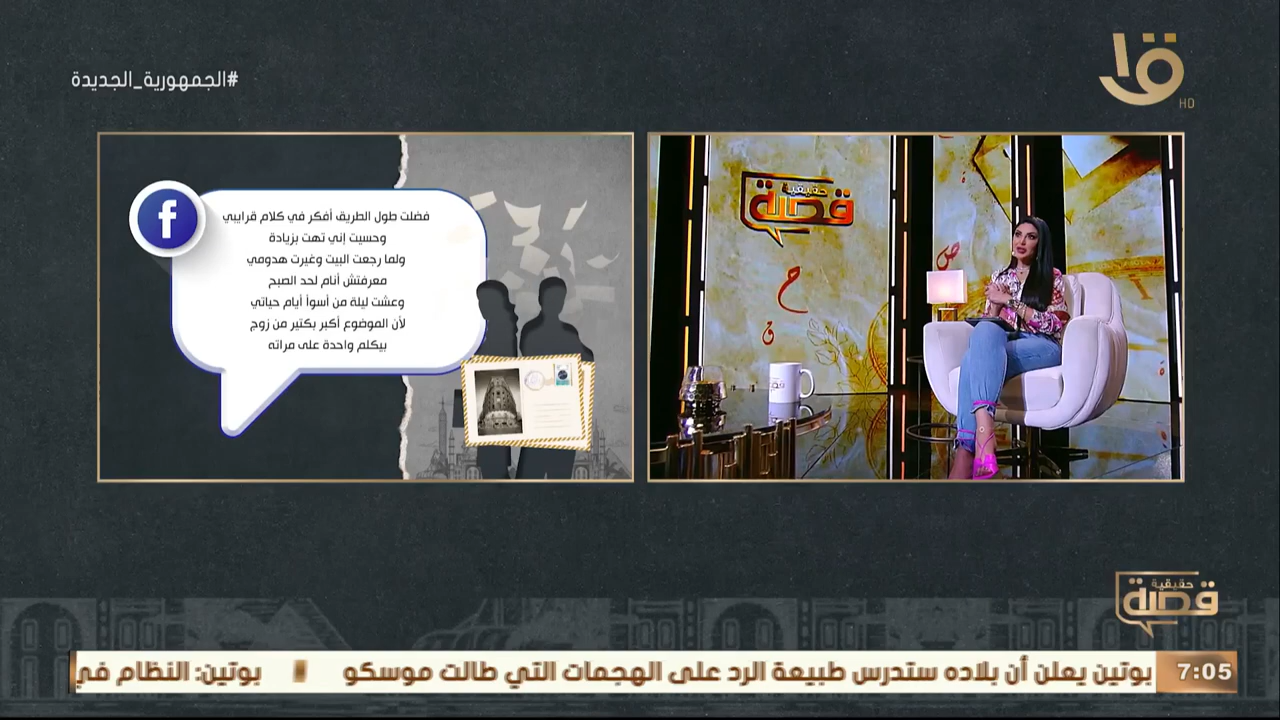 #الجمهورية_الجديدة
HD
فضلت طول الطريق أفكر في كلام قرايبي
وحسيت إني تهت بزيادة
ولما رجعت البيت وغيرت هدومي
معرفتش أنام لحد الصبح
وعشت ليلة من أسوأ أيام حياتي
لأن الموضوع أكبر بكتير من زوج
بيكلم واحدة على مراته
حقيقية
قصة
ص
ح
ق
قصة
حقيقية
قصة
7:05
بوتين يعلن أن بلاده ستدرس طبيعة الرد على الهجمات التي طالت موسكو
بوتين: النظام في